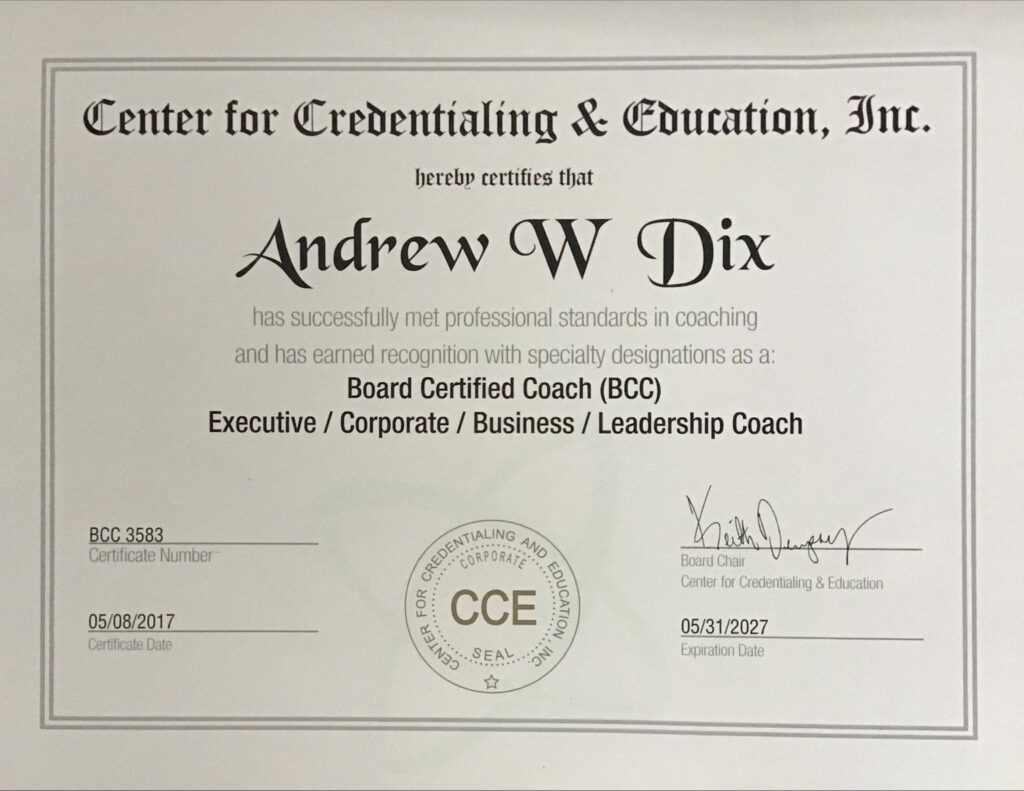 Center for Credentialing & Education, Inc.
hereby certifies that
Andrew W Dix
has successfully met professional standards in coaching
and has earned recognition with specialty designations as a:
Board Certified Coach (BCC)
Executive / Corporate / Business / Leadership Coach
BCC 3583
Certificate Number
05/08/2017
Certificate Date
CENTER FOR CREDENTIALING AND EDUCATION, INC.
CORPORATE
CCE
SEAL
Keith Dempsey
Board Chair
Center for Credentialing & Education
05/31/2027
Expiration Date